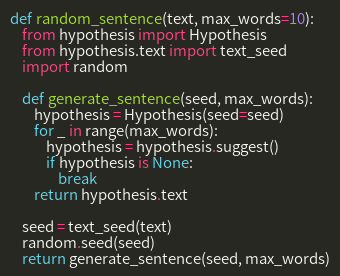 def random_sentence(text, max_words=10):
    from hypothesis import Hypothesis
    from hypothesis.text import text_seed
    import random

    def generate_sentence(seed, max_words):
        hypothesis = Hypothesis(seed=seed)
        for _ in range(max_words):
            hypothesis = hypothesis.suggest()
            if hypothesis is None:
                break
        return hypothesis.text

    seed = text_seed(text)
    random.seed(seed)
    return generate_sentence(seed, max_words)